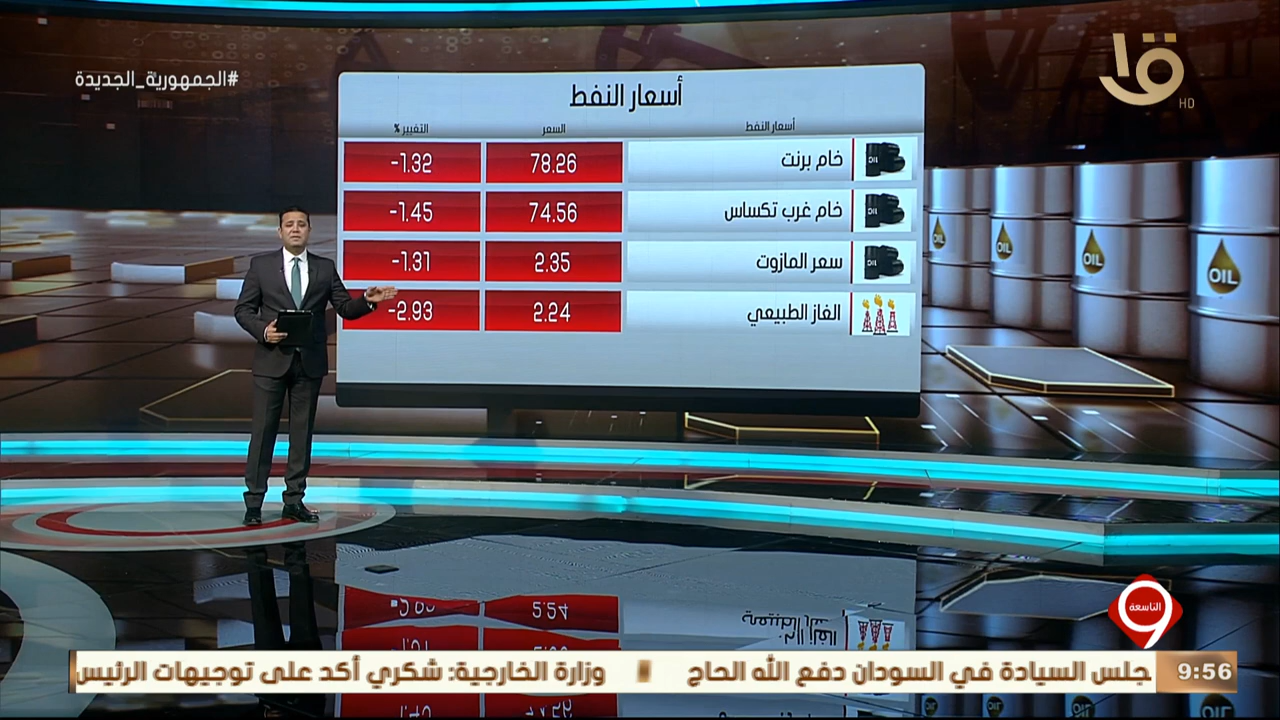 #الجمهورية_الجديدة
HD
أسعار النفط
أسعار النفط السعر التغيير %
خام برنت 78.26 -1.32
خام غرب تكساس 74.56 -1.45
سعر المازوت 2.35 -1.31
الغاز الطبيعي 2.24 -2.93
OIL
OIL
OIL
OIL
التاسعة
9:56 جلس السيادة في السودان دفع الله الحاج وزارة الخارجية: شكري أكد على توجيهات الرئيس